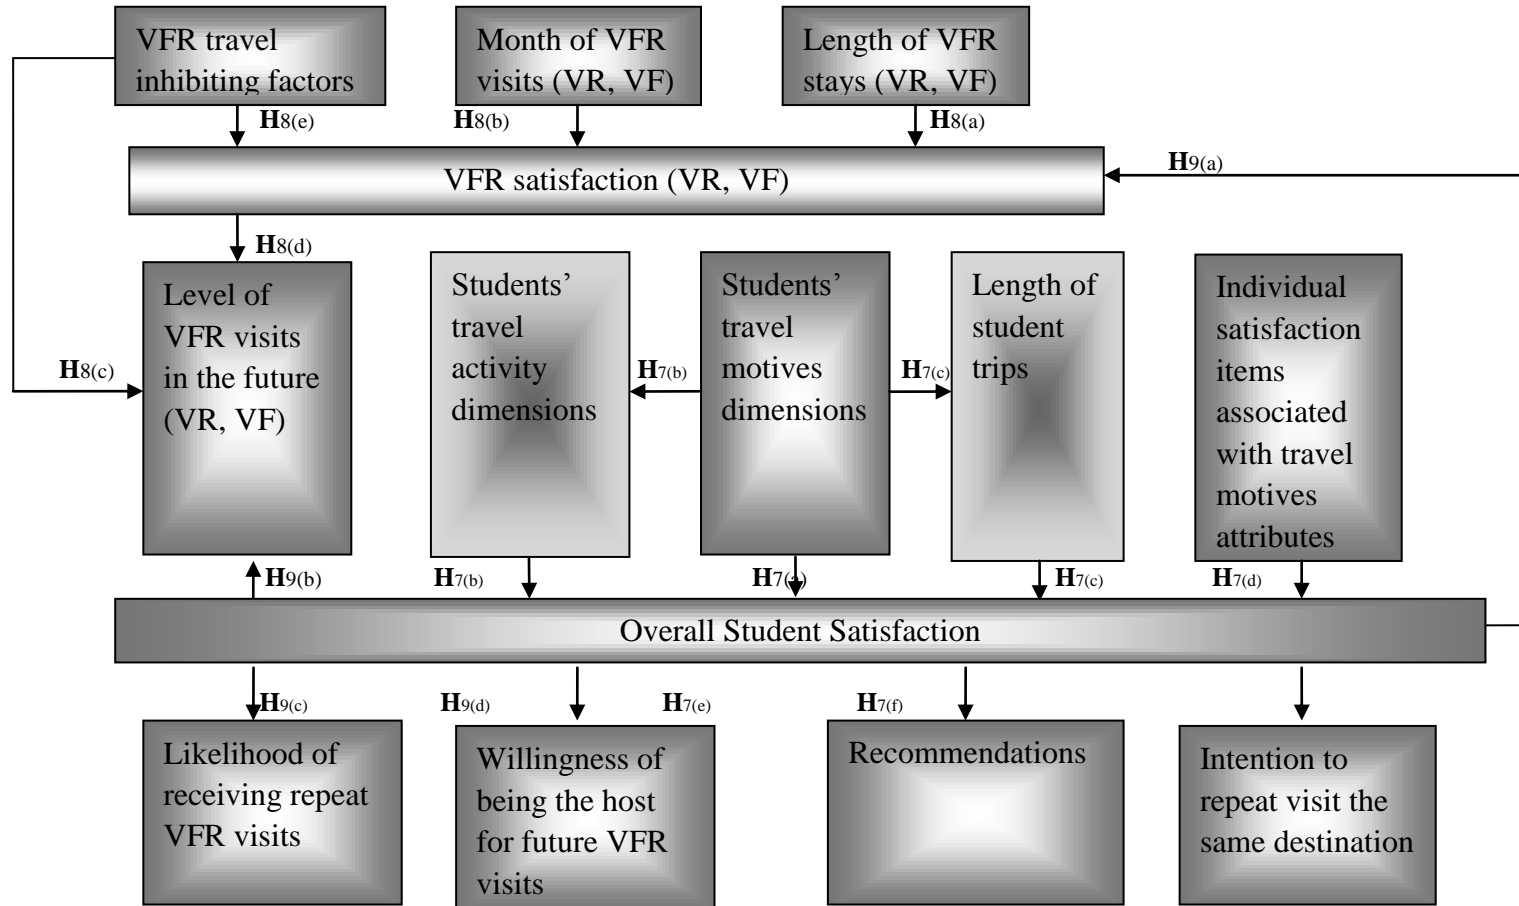 VFR travel
inhibiting factors
Month of VFR
visits (VR, VF)
Length of VFR
stays (VR, VF)
H8(e)
H8(b)
H8(a)
VFR satisfaction (VR, VF)
H9(a)
H8(d)
Level of
VFR visits
in the future
(VR, VF)
H8(c)
Students’
travel
activity
dimensions
H7(b)
Students’
travel
motives
dimensions
H7(c)
Length of
student
trips
Individual
satisfaction
items
associated
with travel
motives
attributes
H9(b)
H7(b)
H7(a)
H7(c)
H7(d)
Overall Student Satisfaction
H9(c)
H9(d)
H7(e)
H7(f)
Likelihood of
receiving repeat
VFR visits
Willingness of
being the host
for future VFR
visits
Recommendations
Intention to
repeat visit the
same destination